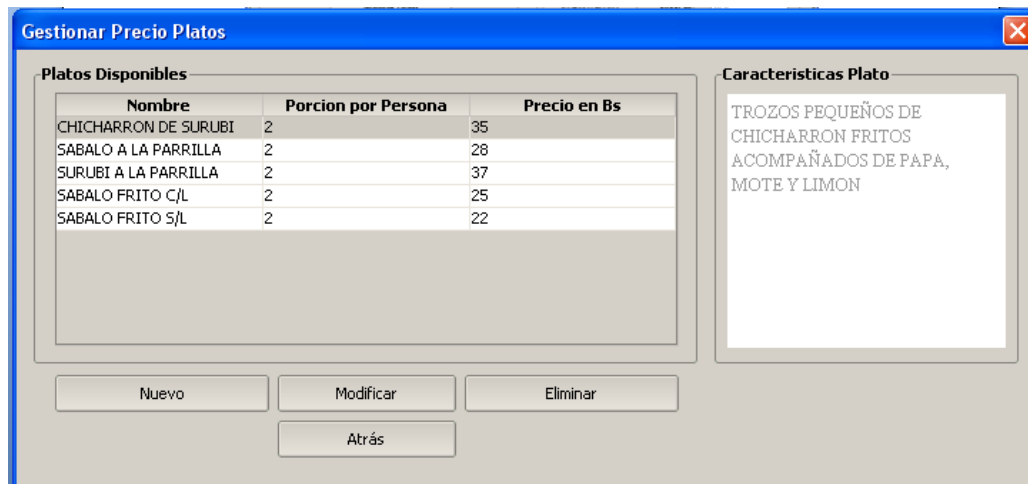 Gestionar Precio Platos
Platos Disponibles
Nombre Porcion por Persona Precio en Bs
CHICHARRON DE SURUBI 2 35
SABALO A LA PARRILLA 2 28
SURUBI A LA PARRILLA 2 37
SABALO FRITO C/L 2 25
SABALO FRITO S/L 2 22
Caracteristicas Plato
TROZOS PEQUEÑOS DE
CHICHARRON FRITOS
ACOMPAÑADOS DE PAPA,
MOTE Y LIMON
Nuevo Modificar Eliminar
Atrás